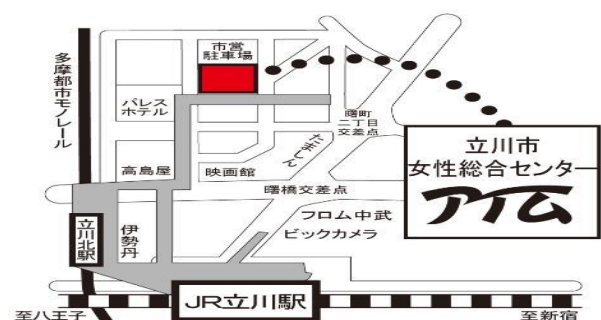 市営
駐車場
多摩都市モノレール
パレス
ホテル
曙町
二丁目
交差点
たましん
立川市
女性総合センター
アイム
高島屋
映画館
曙橋交差点
立川北駅
伊勢丹
フロム中武
ビックカメラ
JR立川駅
至八王子
至新宿